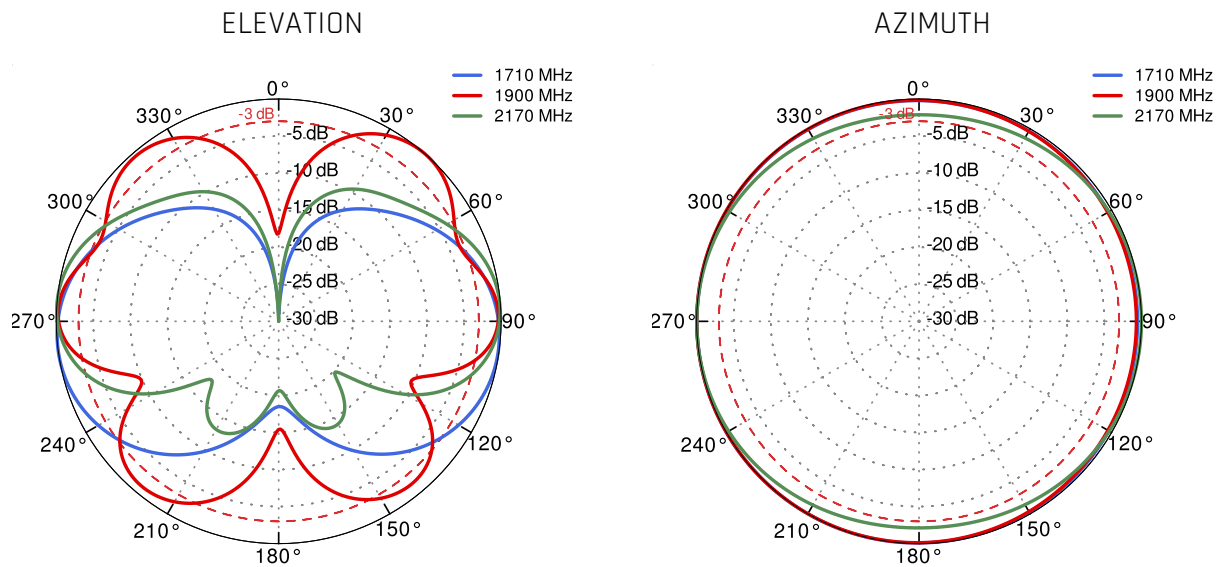 ELEVATION
1710 MHz
1900 MHz
2170 MHz
0°
30°
60°
90°
120°
150°
180°
210°
240°
270°
300°
330°
-3 dB
-5 dB
-10 dB
-15 dB
-20 dB
-25 dB
-30 dB
AZIMUTH
1710 MHz
1900 MHz
2170 MHz
0°
30°
60°
90°
120°
150°
180°
210°
240°
270°
300°
330°
-3 dB
-5 dB
-10 dB
-15 dB
-20 dB
-25 dB
-30 dB